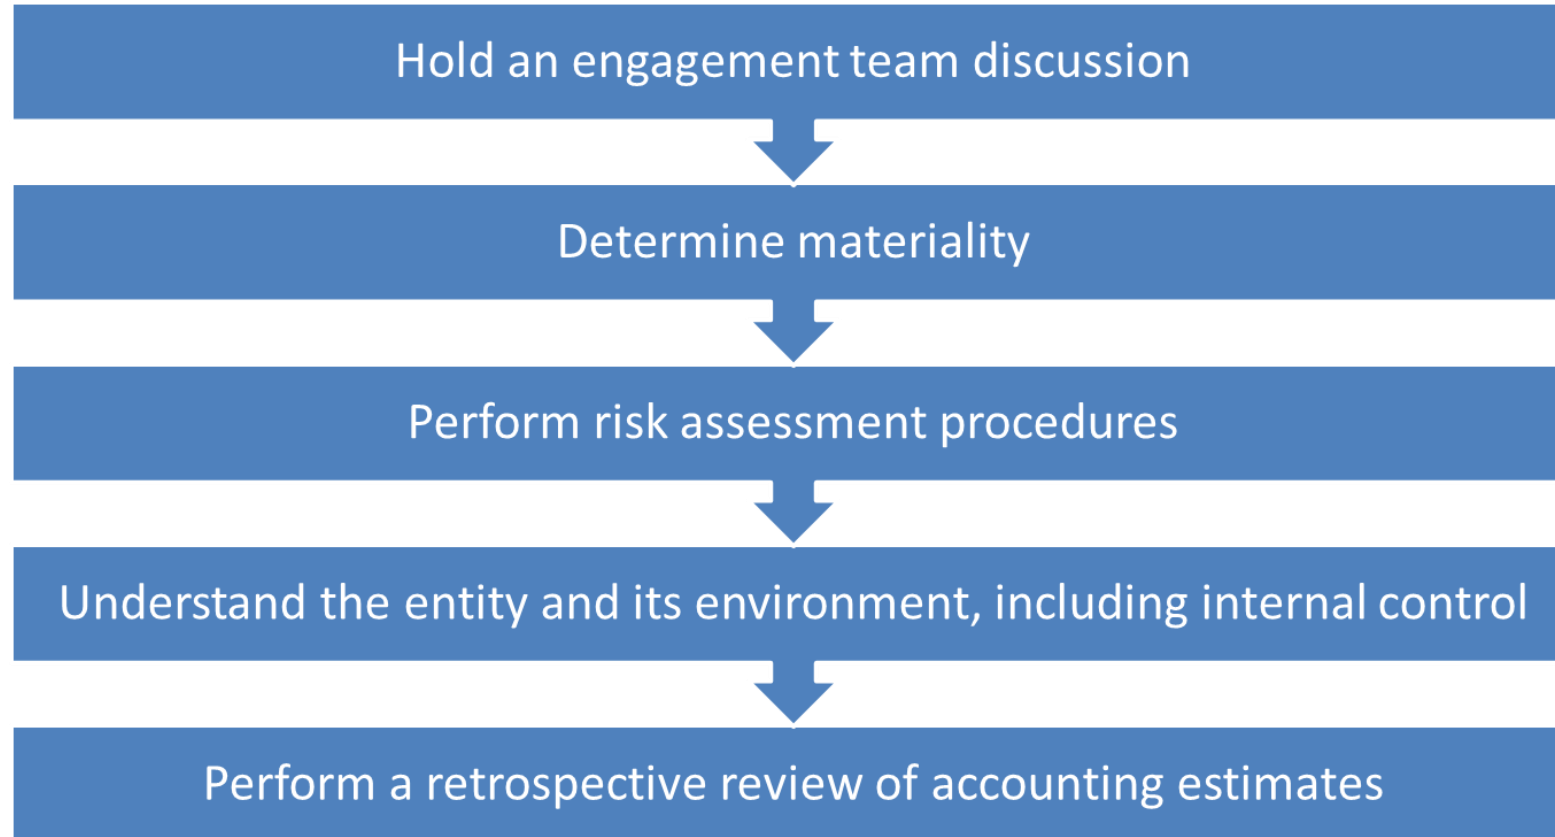 Hold an engagement team discussion
Determine materiality
Perform risk assessment procedures
Understand the entity and its environment, including internal control
Perform a retrospective review of accounting estimates